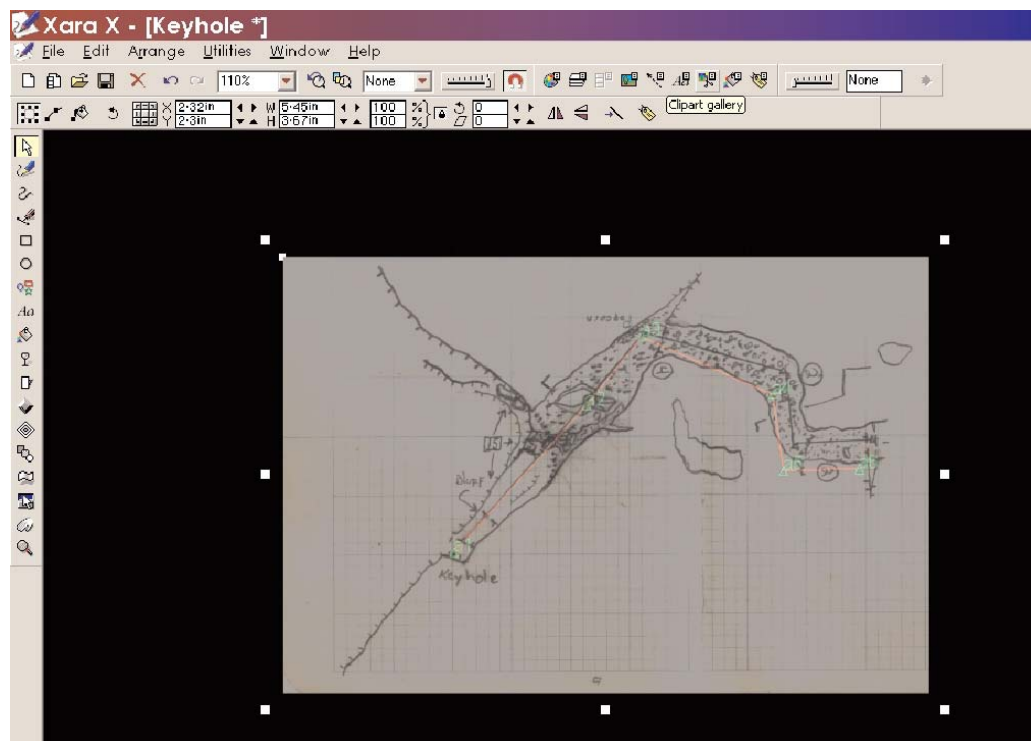 Xara X - [Keyhole *]
File Edit Arrange Utilities Window Help
110% None None
X 2·32in W 5·45in 100 % 0
Y 2·3in H 3·67in 100 % 0
Clipart gallery
Aa
Keyhole